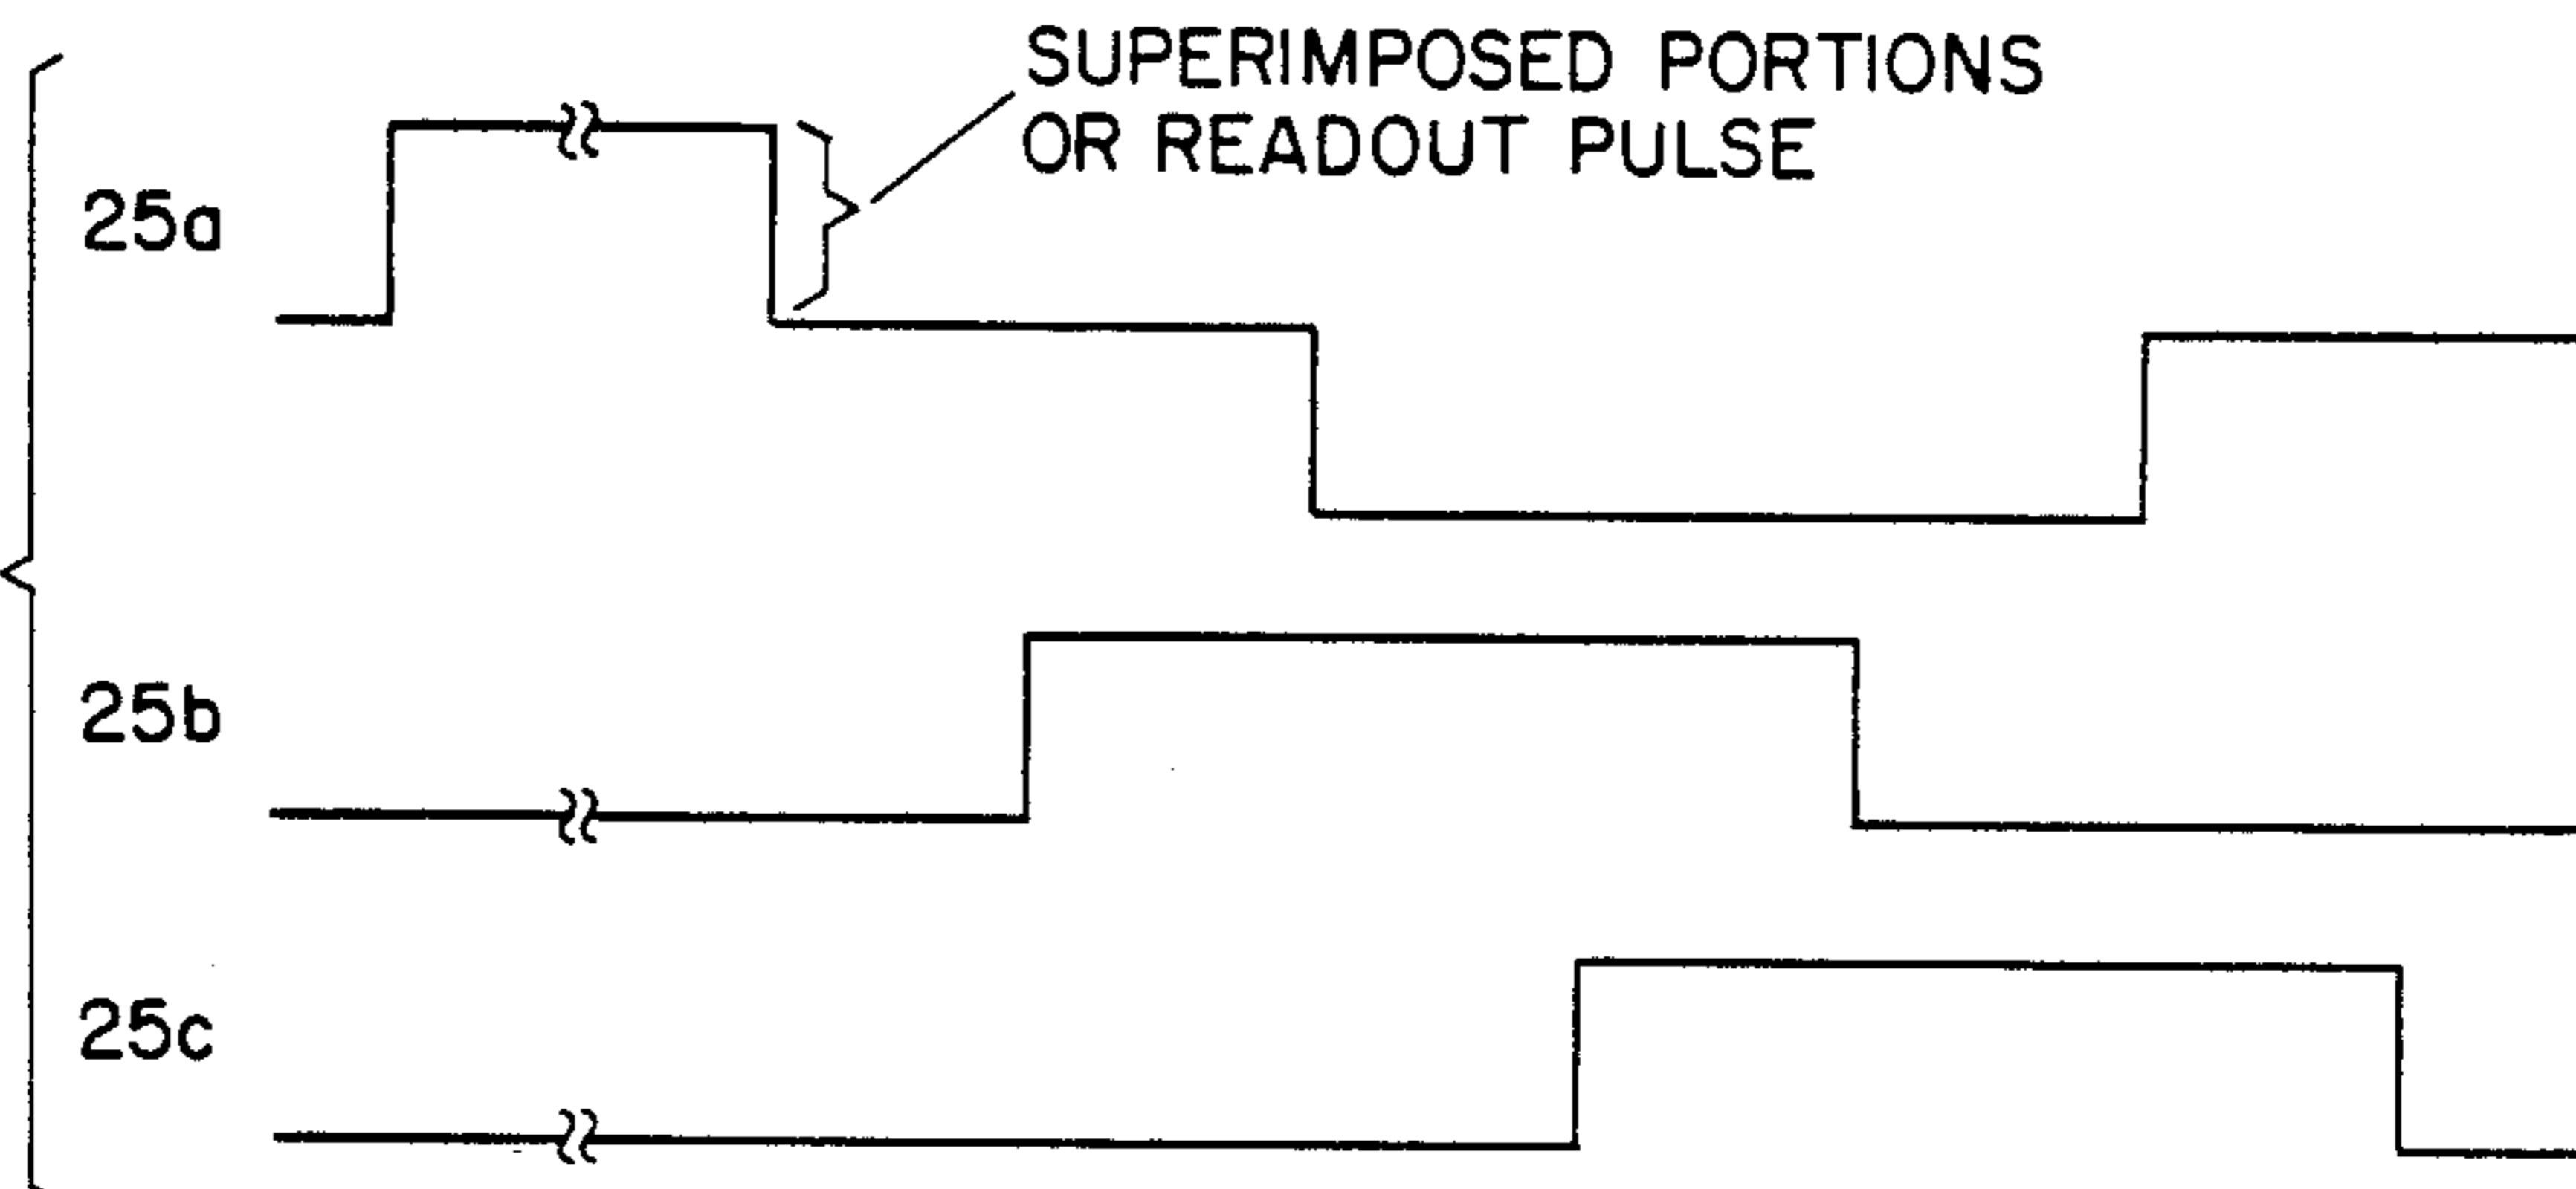 SUPERIMPOSED PORTIONS
OR READOUT PULSE
25a
25b
25c